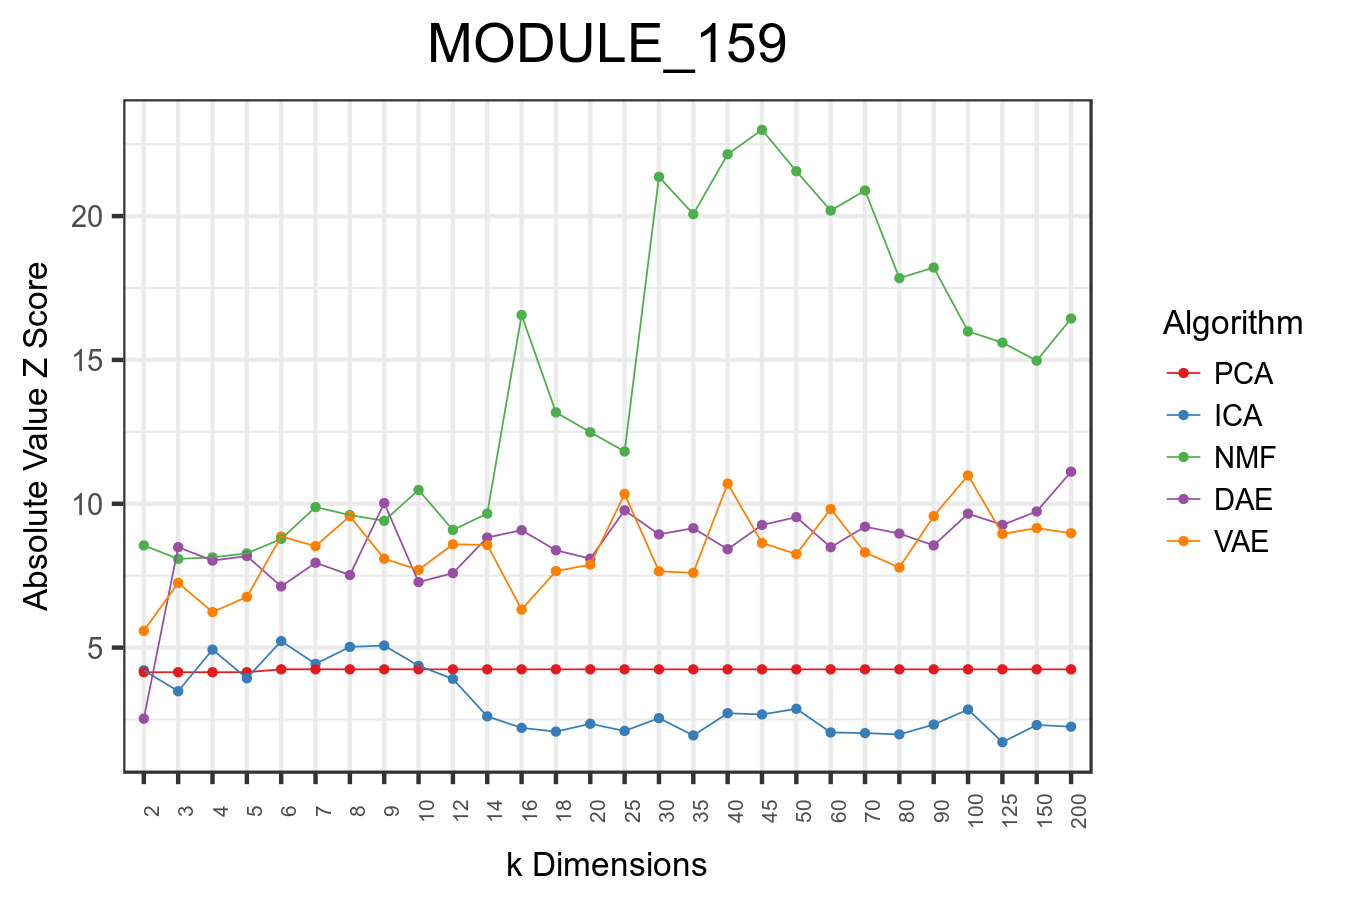 MODULE_159
Absolute Value Z Score
20
15
10
5
2 3 4 5 6 7 8 9 10 12 14 16 18 20 25 30 35 40 45 50 60 70 80 90 100 125 150 200
k Dimensions
Algorithm
PCA
ICA
NMF
DAE
VAE